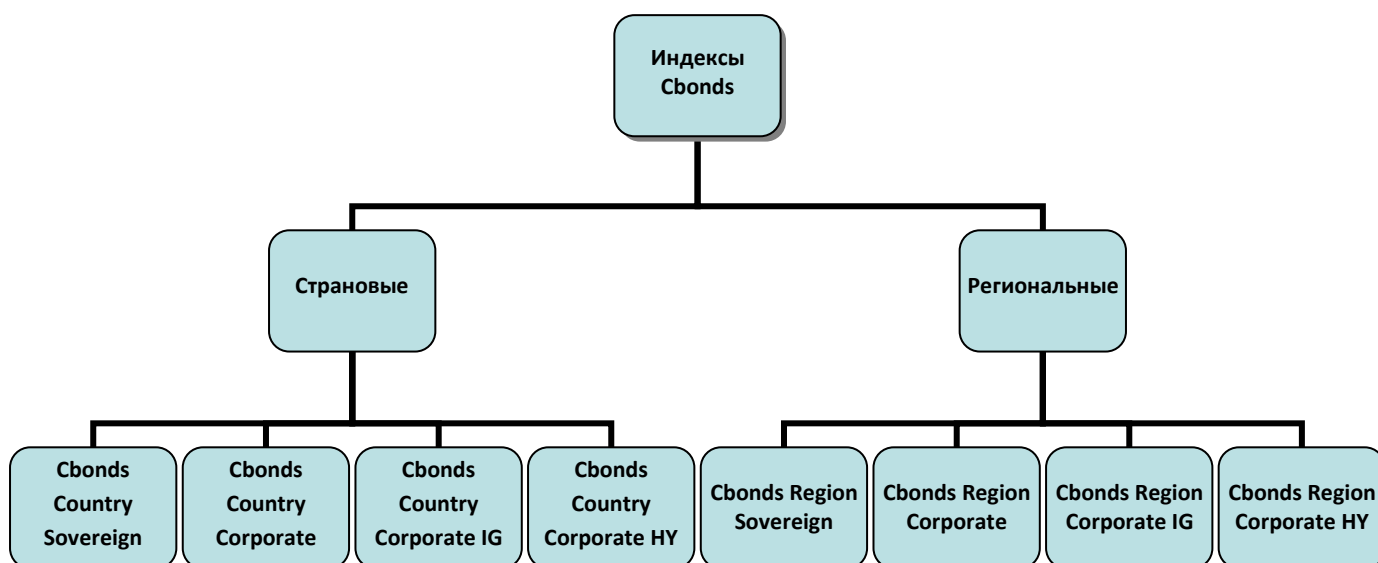 Индексы
Cbonds
Страновые
Региональные
Cbonds
Country
Sovereign
Cbonds
Country
Corporate
Cbonds
Country
Corporate IG
Cbonds
Country
Corporate HY
Cbonds Region
Sovereign
Cbonds Region
Corporate
Cbonds Region
Corporate IG
Cbonds Region
Corporate HY